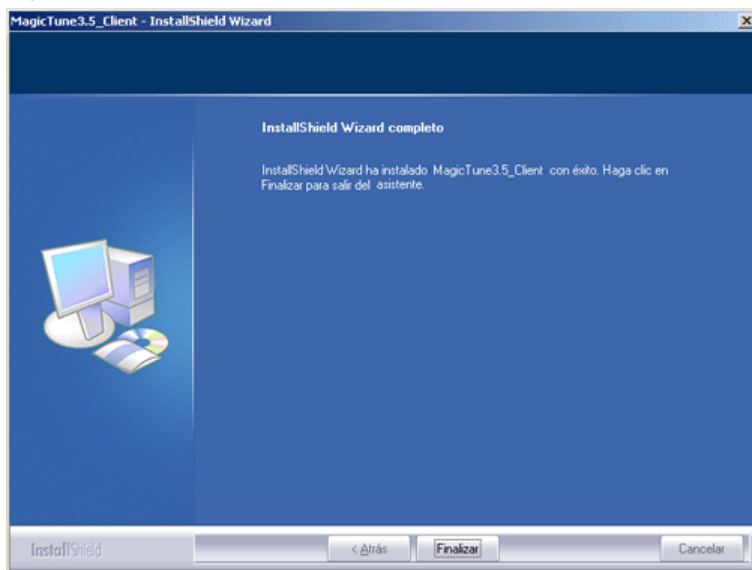 MagicTune3.5_Client - InstallShield Wizard
InstallShield Wizard completo
InstallShield Wizard ha instalado MagicTune3.5_Client con éxito. Haga clic en
Finalizar para salir del asistente.
InstallShield
< Atrás
Finalizar
Cancelar